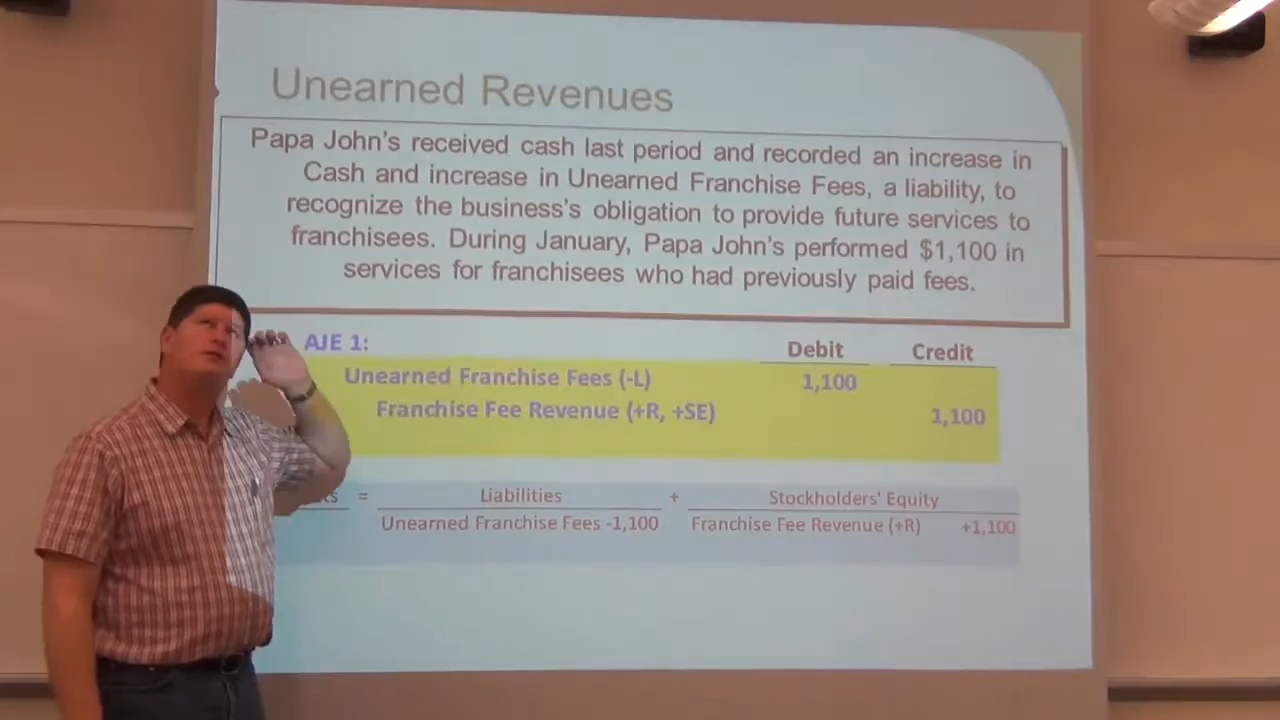 Unearned Revenues
Papa John's received cash last period and recorded an increase in
Cash and increase in Unearned Franchise Fees, a liability, to
recognize the business's obligation to provide future services to
franchisees. During January, Papa John's performed $1,100 in
services for franchisees who had previously paid fees.
AJE 1: Debit Credit
Unearned Franchise Fees (-L) 1,100
Franchise Fee Revenue (+R, +SE) 1,100
= Liabilities + Stockholders' Equity
Unearned Franchise Fees -1,100 Franchise Fee Revenue (+R) +1,100